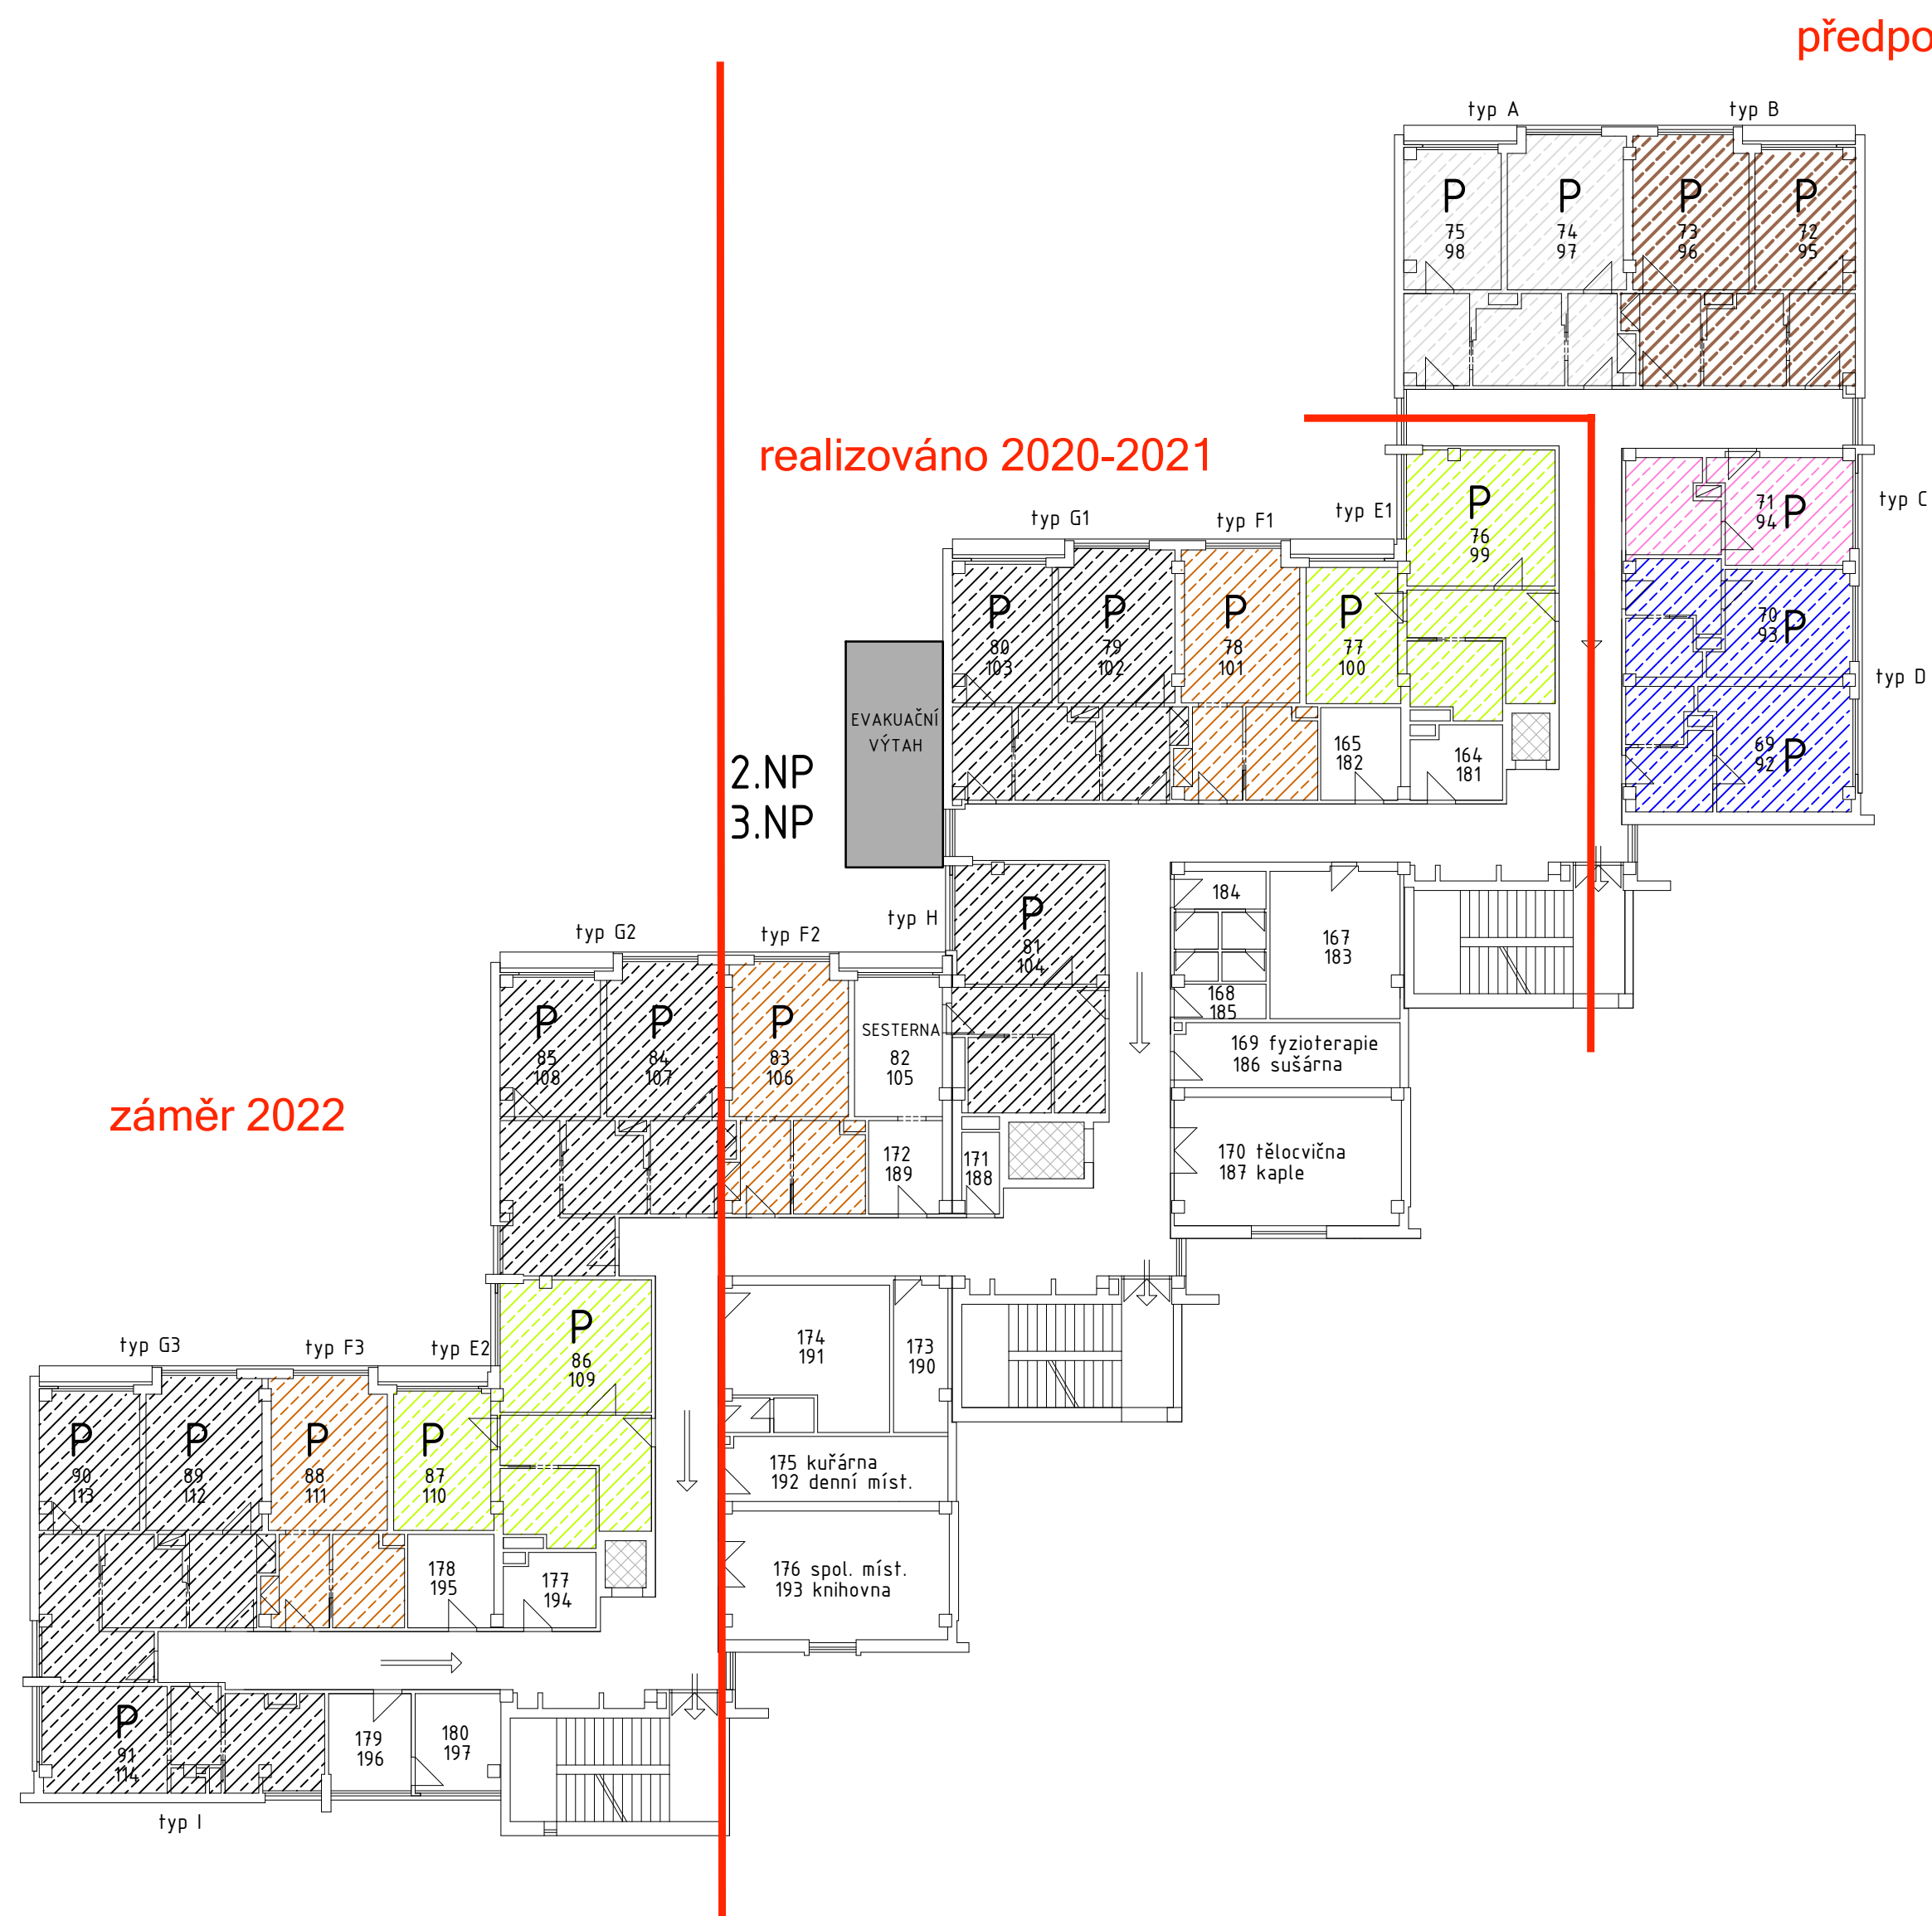 předpo
typ A
typ B
P
75
98
P
74
97
P
73
96
P
72
95
realizováno 2020-2021
typ G1
typ F1
typ E1
P
76
99
71
94
P
typ C
P
80
103
P
79
102
P
78
101
P
77
100
70
93
P
typ D
EVAKUAČNÍ
VÝTAH
2.NP
3.NP
165
182
164
181
69
92
P
typ H
P
81
104
184
167
183
168
185
169 fyzioterapie
186 sušárna
170 tělocvična
187 kaple
typ G2
typ F2
P
85
108
P
84
107
P
83
106
SESTERNA
82
105
172
189
171
188
záměr 2022
P
86
109
174
191
173
190
typ G3
typ F3
typ E2
P
90
113
P
89
112
P
88
111
P
87
110
175 kuřárna
192 denní míst.
176 spol. míst.
193 knihovna
178
195
177
194
P
91
114
179
196
180
197
typ I